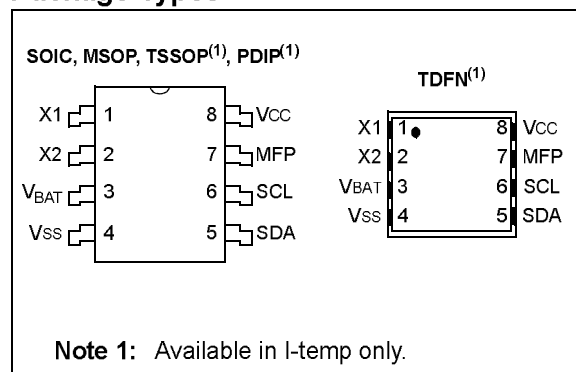 SOIC, MSOP, TSSOP(1), PDIP(1)
X1 1 8 VCC
X2 2 7 MFP
VBAT 3 6 SCL
VSS 4 5 SDA
TDFN(1)
X1 1 8 VCC
X2 2 7 MFP
VBAT 3 6 SCL
VSS 4 5 SDA
Note 1: Available in I-temp only.